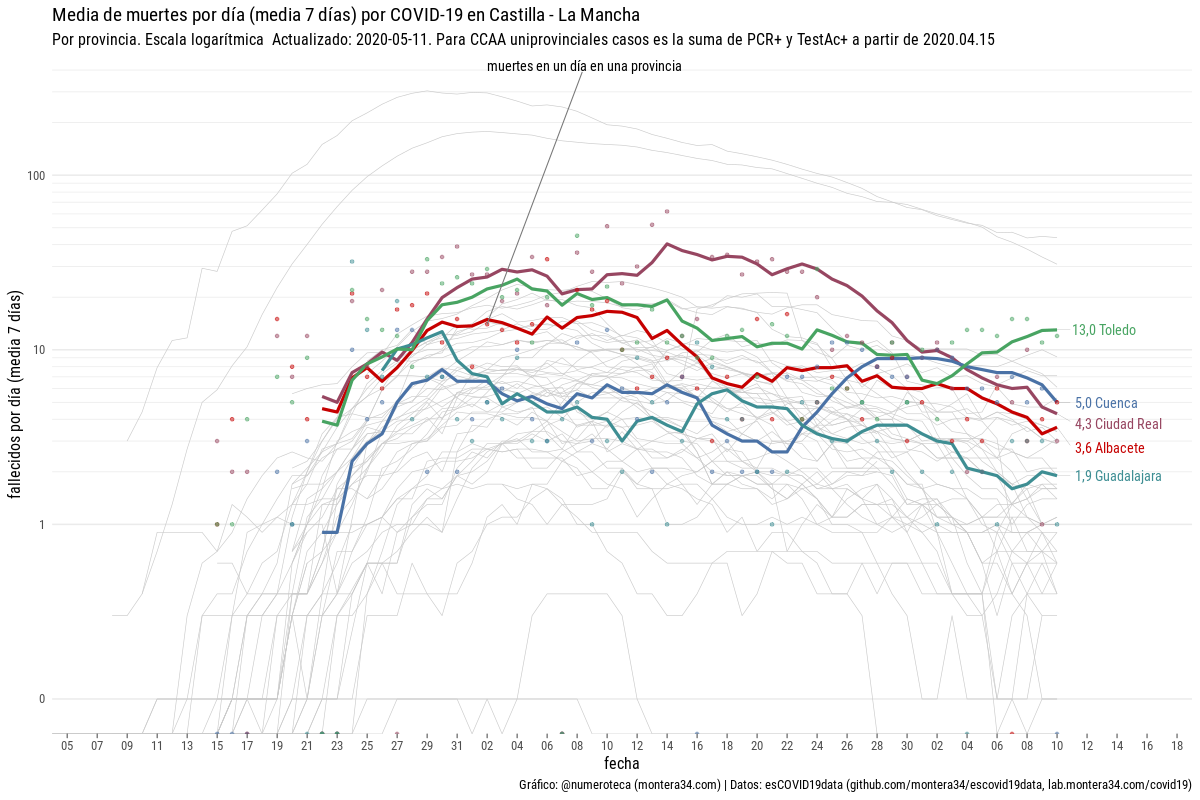 Media de muertes por día (media 7 días) por COVID-19 en Castilla - La Mancha
Por provincia. Escala logarítmica  Actualizado: 2020-05-11. Para CCAA uniprovinciales casos es la suma de PCR+ y TestAc+ a partir de 2020.04.15
muertes en un día en una provincia
fallecidos por día (media  7 días)
100
10
1
0
13,0 Toledo
5,0 Cuenca
4,3 Ciudad Real
3,6 Albacete
1,9 Guadalajara
05 07 09 11 13 15 17 19 21 23 25 27 29 31 02 04 06 08 10 12 14 16 18 20 22 24 26 28 30 02 04 06 08 10 12 14 16 18
fecha
Gráfico: @numeroteca (montera34.com) | Datos: esCOVID19data (github.com/montera34/escovid19data, lab.montera34.com/covid19)